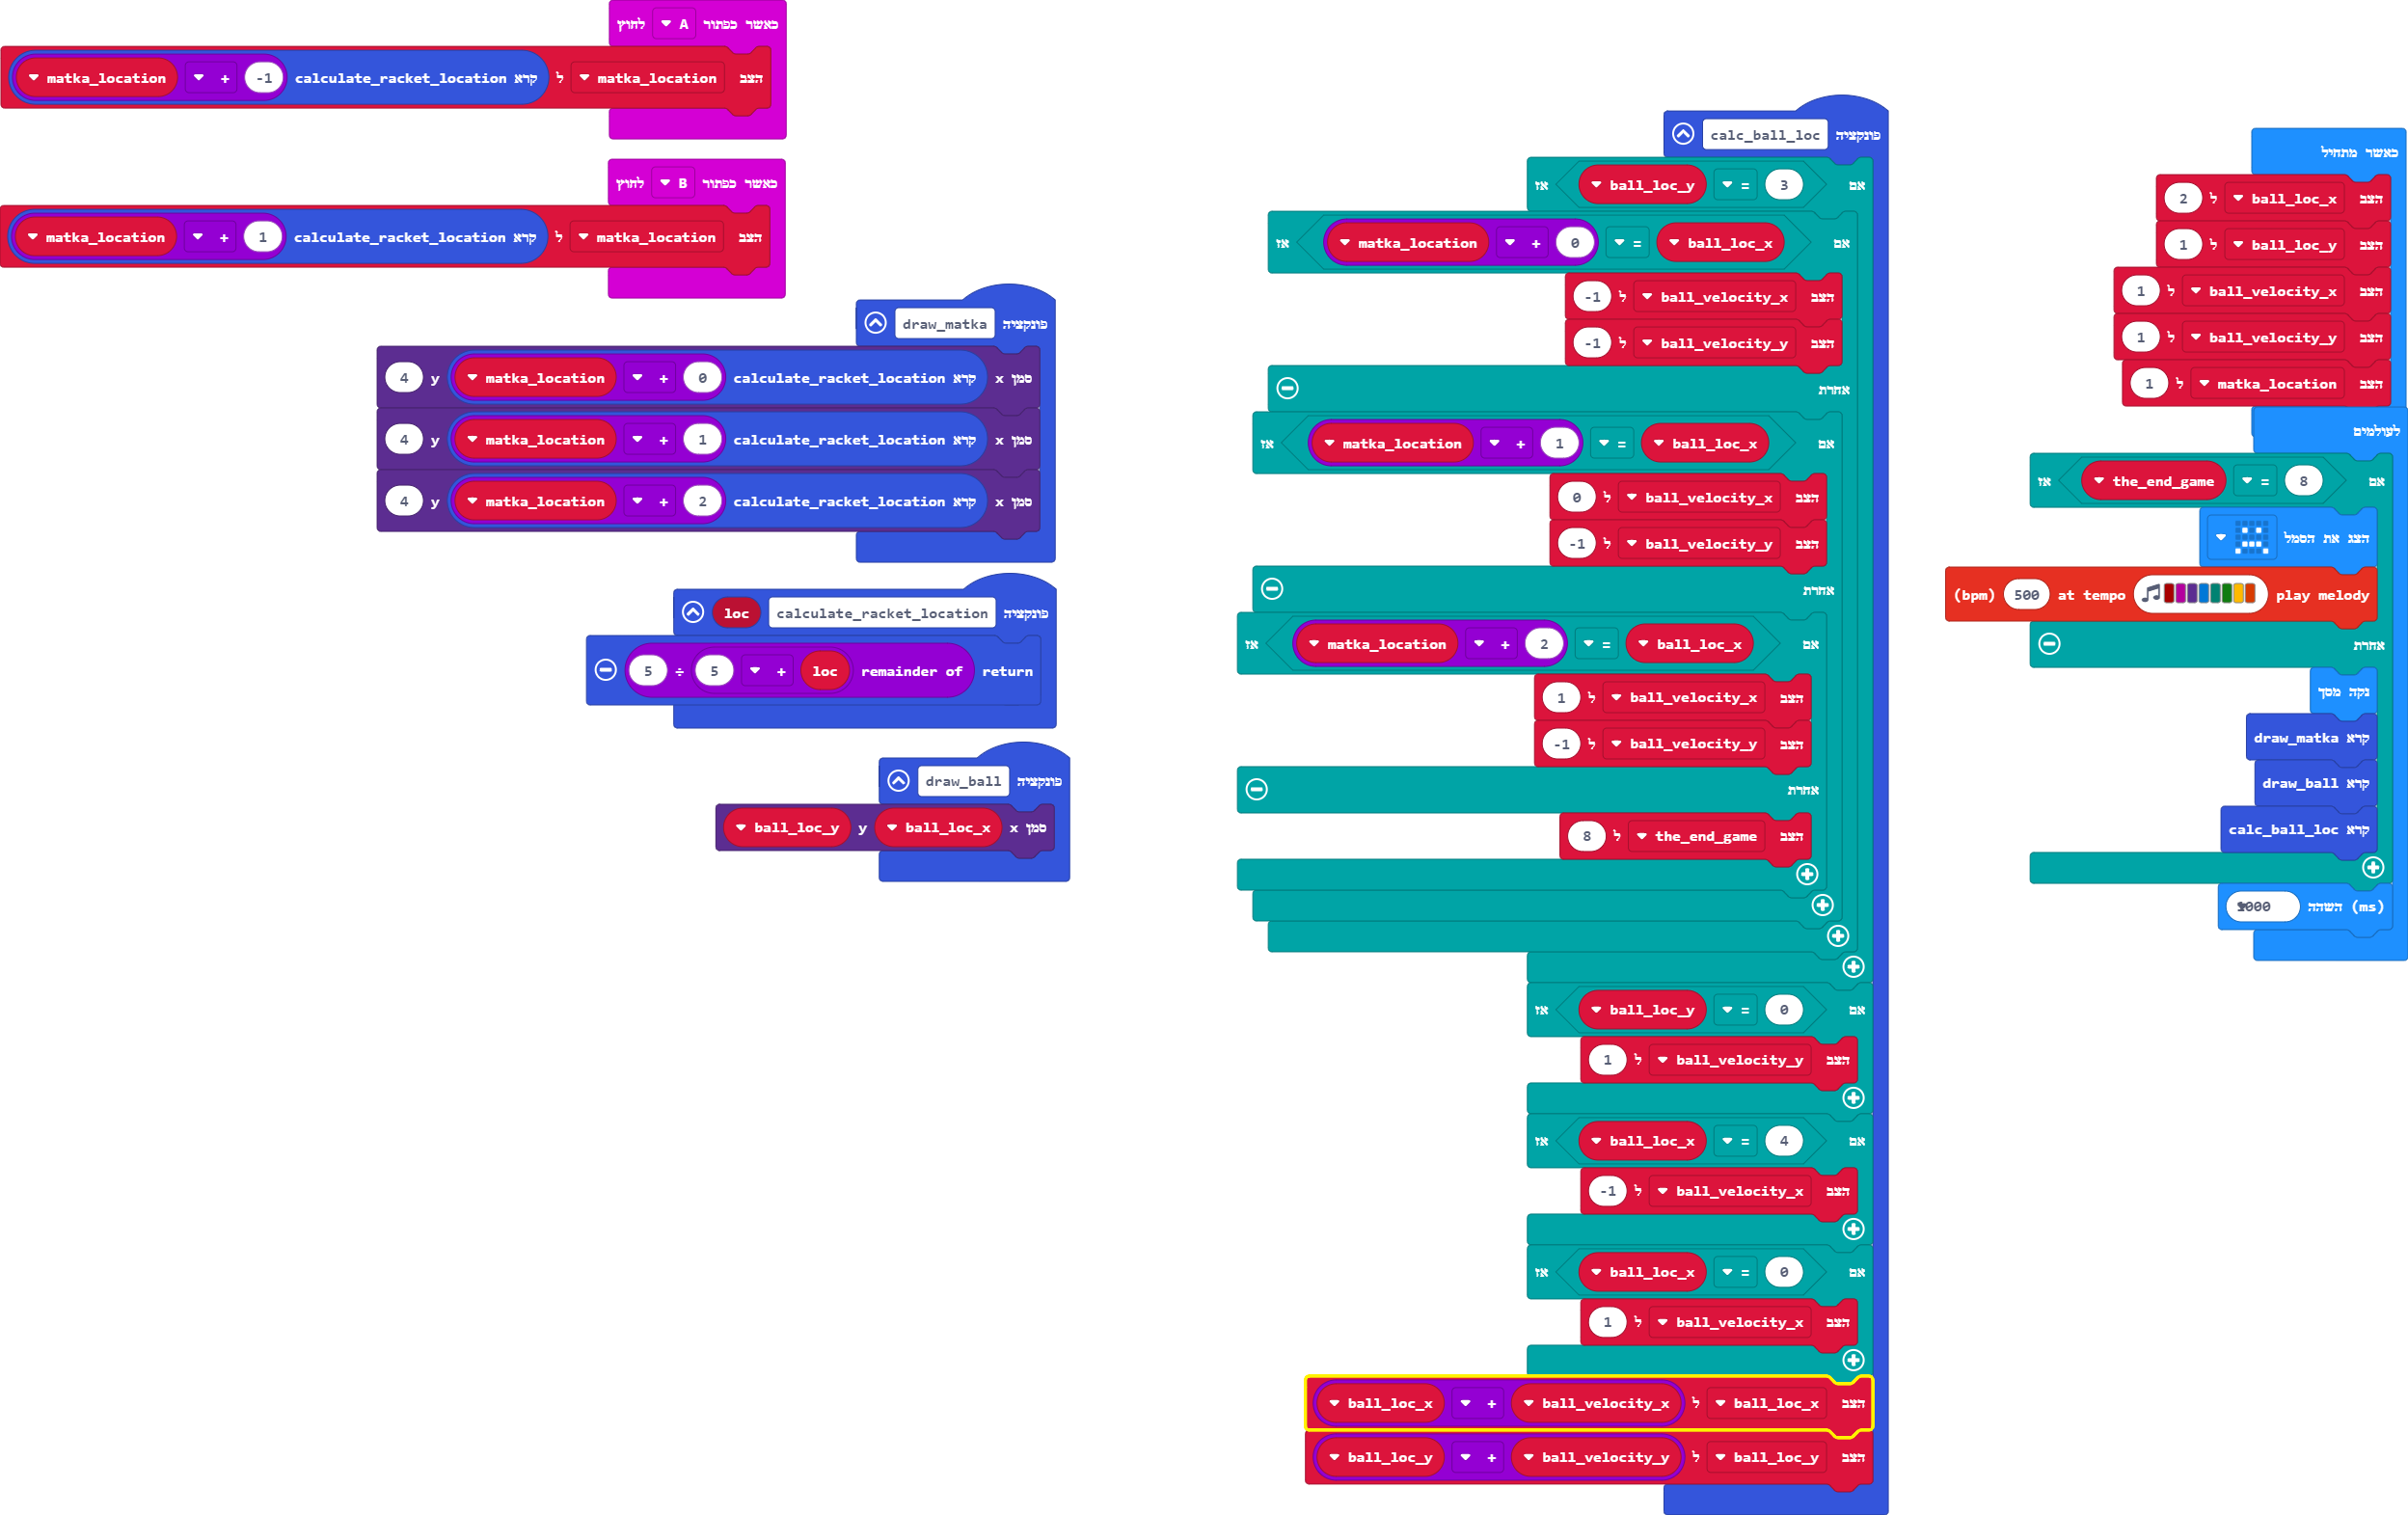 כאשר מתחיל
הצב ball_loc_x ל 2
הצב ball_loc_y ל 1
הצב ball_velocity_x ל 1
הצב ball_velocity_y ל 1
הצב matka_location ל 1
לעולמים
אם 8 = the_end_game אז
הצג את הסמל
play melody at tempo 500 (bpm)
אחרת
נקה מסך
קרא draw_matka
קרא draw_ball
קרא calc_ball_loc
השהה (ms)
פונקציה calc_ball_loc
אם 3 = ball_loc_y אז
אם ball_loc_x = 0 + matka_location אז
הצב ball_velocity_x ל -1
הצב ball_velocity_y ל -1
אחרת
אם ball_loc_x = 1 + matka_location אז
הצב ball_velocity_x ל 0
הצב ball_velocity_y ל -1
אחרת
אם ball_loc_x = 2 + matka_location אז
הצב ball_velocity_x ל 1
הצב ball_velocity_y ל -1
אחרת
הצב the_end_game ל 8
אם 0 = ball_loc_y אז
הצב ball_velocity_y ל 1
אם 4 = ball_loc_x אז
הצב ball_velocity_x ל -1
אם 0 = ball_loc_x אז
הצב ball_velocity_x ל 1
הצב ball_loc_x ל ball_velocity_x + ball_loc_x
הצב ball_loc_y ל ball_velocity_y + ball_loc_y
כאשר כפתור A לחוץ
הצב matka_location ל קרא calculate_racket_location -1 + matka_location
כאשר כפתור B לחוץ
הצב matka_location ל קרא calculate_racket_location 1 + matka_location
פונקציה draw_matka
סמן x קרא calculate_racket_location 0 + matka_location y 4
סמן x קרא calculate_racket_location 1 + matka_location y 4
סמן x קרא calculate_racket_location 2 + matka_location y 4
פונקציה calculate_racket_location loc
return remainder of loc + 5 ÷ 5
פונקציה draw_ball
סמן x ball_loc_x y ball_loc_y